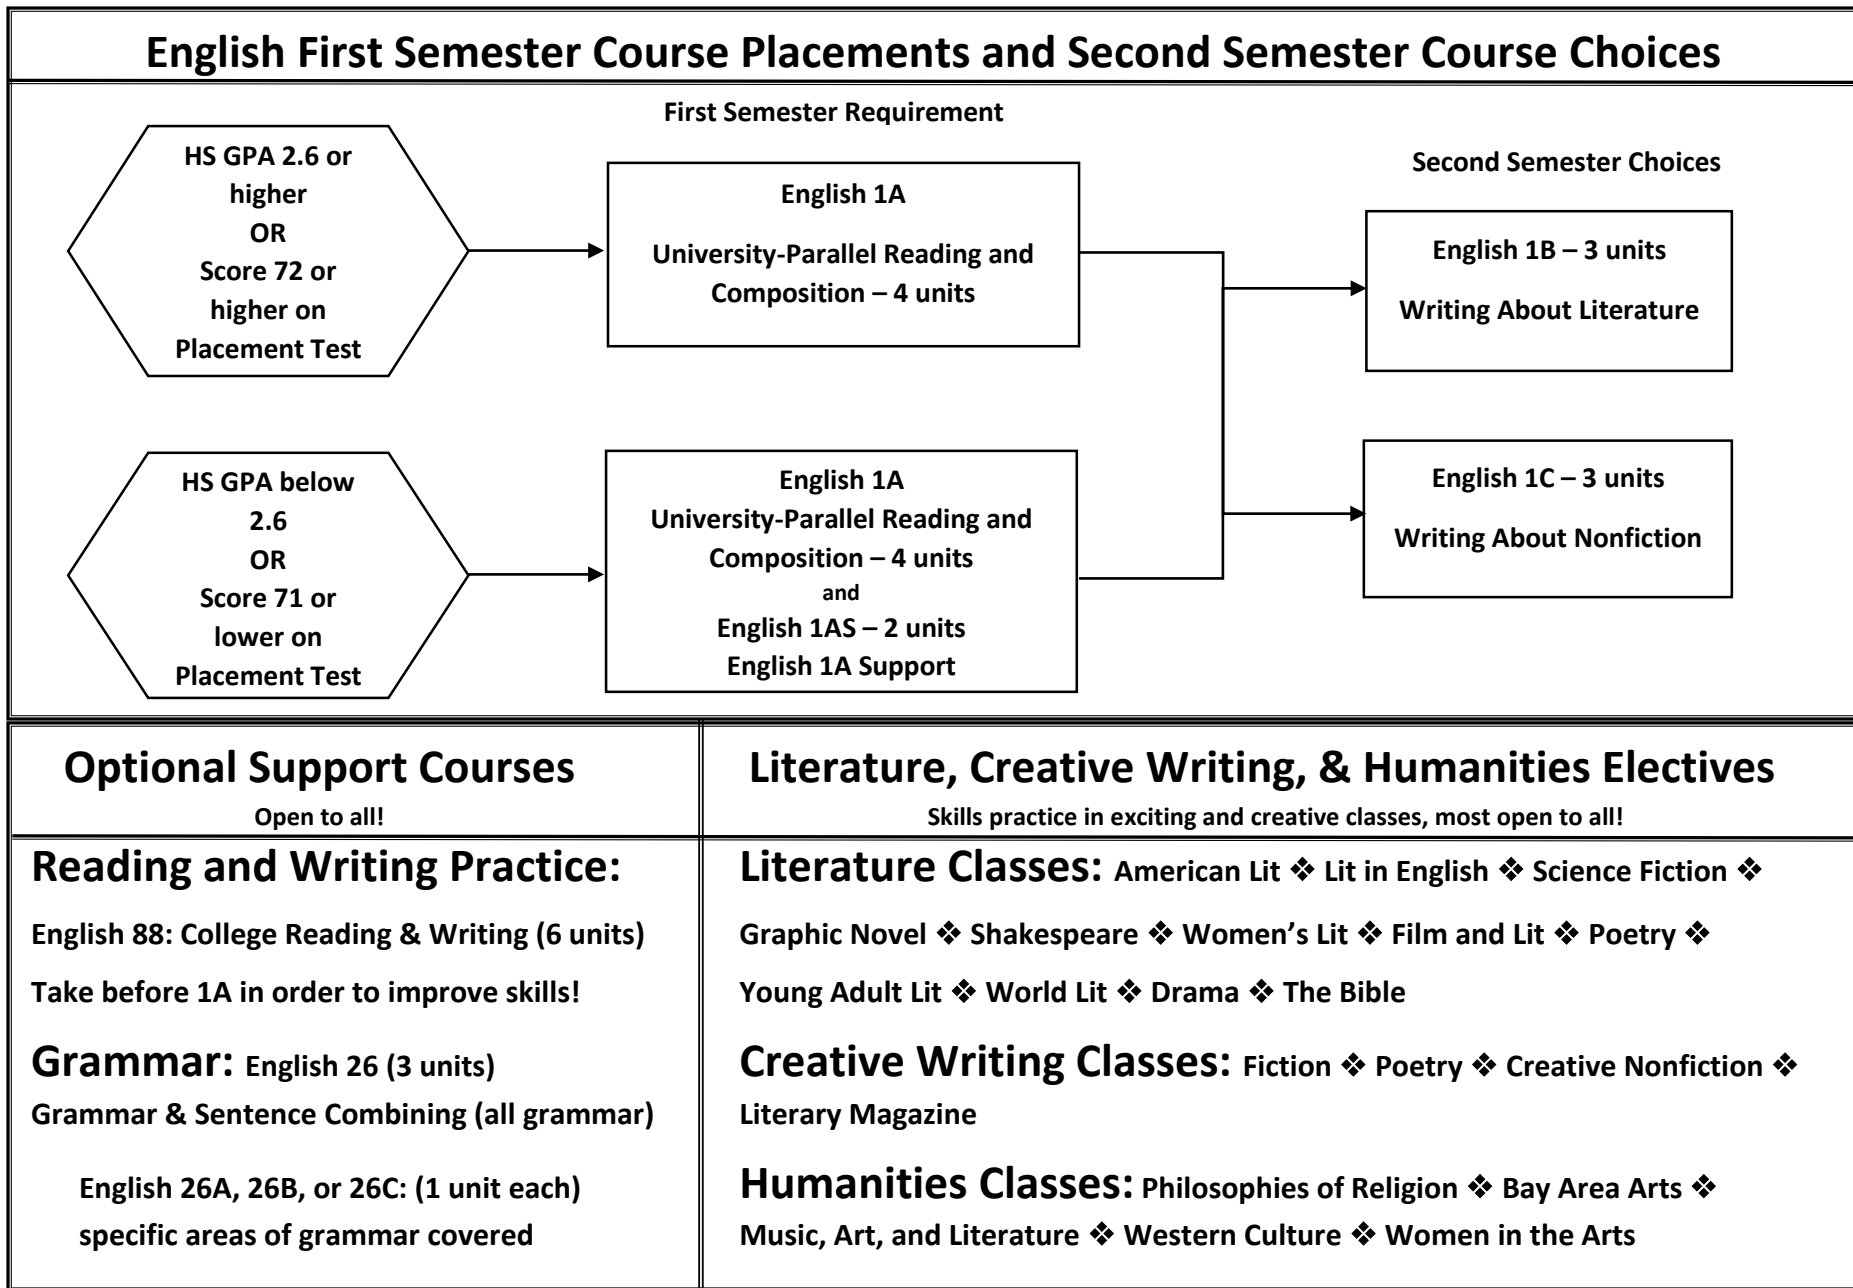 English First Semester Course Placements and Second Semester Course Choices
First Semester Requirement
Second Semester Choices
HS GPA 2.6 or
higher
OR
Score 72 or
higher on
Placement Test
English 1A
University-Parallel Reading and
Composition – 4 units
English 1B – 3 units
Writing About Literature
HS GPA below
2.6
OR
Score 71 or
lower on
Placement Test
English 1A
University-Parallel Reading and
Composition – 4 units
and
English 1AS – 2 units
English 1A Support
English 1C – 3 units
Writing About Nonfiction
Optional Support Courses
Open to all!
Reading and Writing Practice:
English 88: College Reading & Writing (6 units)
Take before 1A in order to improve skills!
Grammar: English 26 (3 units)
Grammar & Sentence Combining (all grammar)
English 26A, 26B, or 26C: (1 unit each)
specific areas of grammar covered
Literature, Creative Writing, & Humanities Electives
Skills practice in exciting and creative classes, most open to all!
Literature Classes: American Lit ❖ Lit in English ❖ Science Fiction ❖
Graphic Novel ❖ Shakespeare ❖ Women’s Lit ❖ Film and Lit ❖ Poetry ❖
Young Adult Lit ❖ World Lit ❖ Drama ❖ The Bible
Creative Writing Classes: Fiction ❖ Poetry ❖ Creative Nonfiction ❖
Literary Magazine
Humanities Classes: Philosophies of Religion ❖ Bay Area Arts ❖
Music, Art, and Literature ❖ Western Culture ❖ Women in the Arts